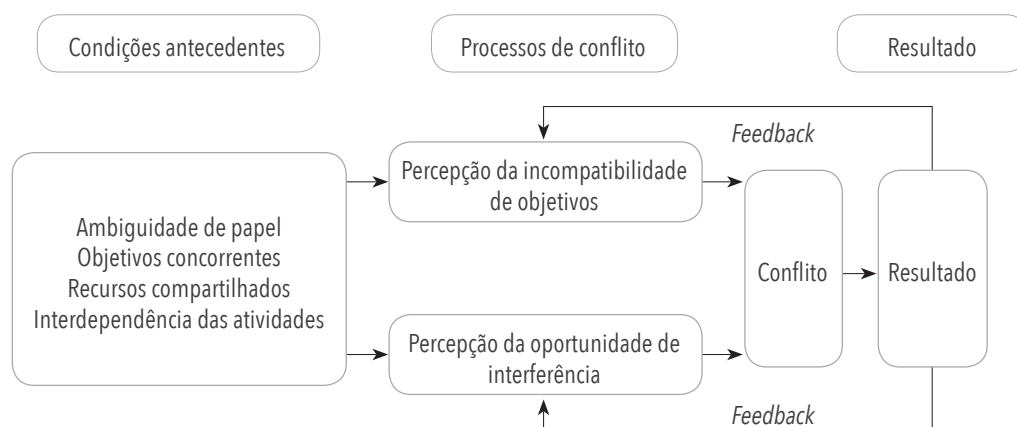 Condições antecedentes
Processos de conflito
Resultado
Feedback
Percepção da incompatibilidade
de objetivos
Ambiguidade de papel
Objetivos concorrentes
Recursos compartilhados
Interdependência das atividades
Conflito
Resultado
Percepção da oportunidade de
interferência
Feedback